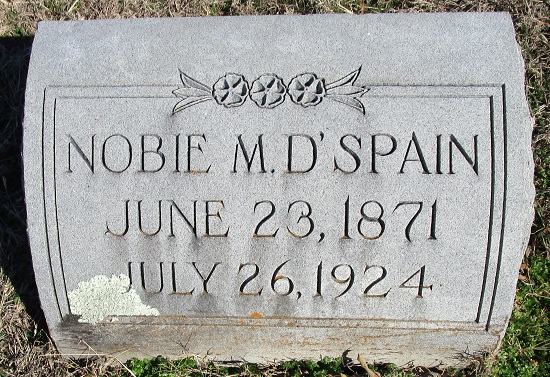 NOBIE M. D'SPAIN
JUNE 23, 1871
JULY 26, 1924